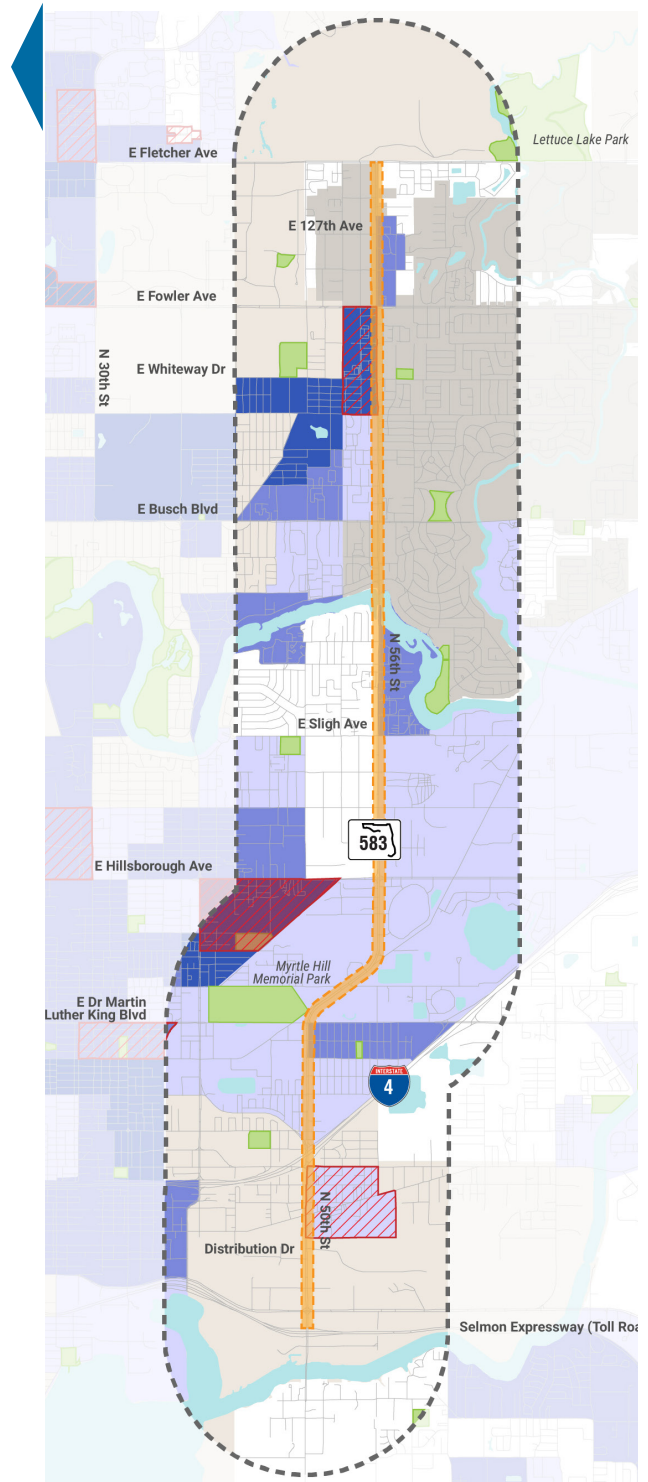 Lettuce Lake Park
E Fletcher Ave
E 127th Ave
E Fowler Ave
N 30th St
E Whiteway Dr
E Busch Blvd
N 56th St
E Sligh Ave
583
E Hillsborough Ave
Myrtle Hill
Memorial Park
E Dr Martin
Luther King Blvd
INTERSTATE
4
N 50th St
Distribution Dr
Selmon Expressway (Toll Roa